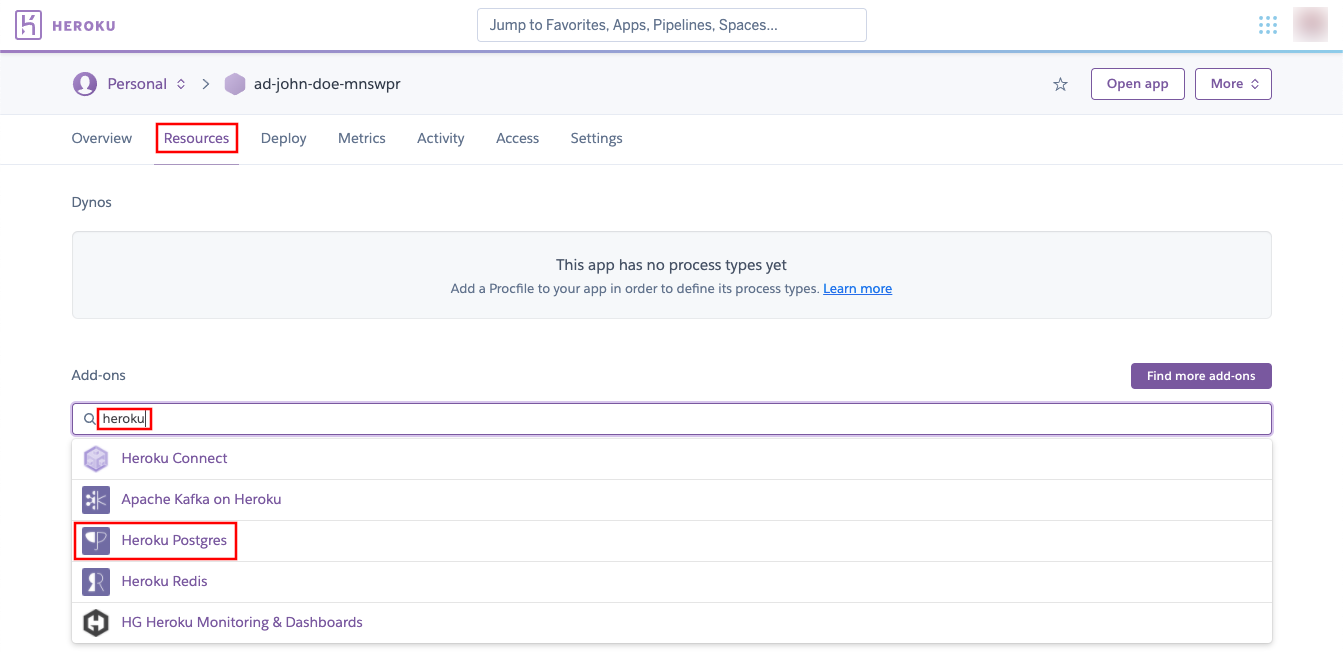 HEROKU
Jump to Favorites, Apps, Pipelines, Spaces...
Personal ad-john-doe-mnswpr Open app More
Overview Resources Deploy Metrics Activity Access Settings
Dynos
This app has no process types yet
Add a Procfile to your app in order to define its process types. Learn more
Add-ons Find more add-ons
heroku
Heroku Connect
Apache Kafka on Heroku
Heroku Postgres
Heroku Redis
HG Heroku Monitoring & Dashboards